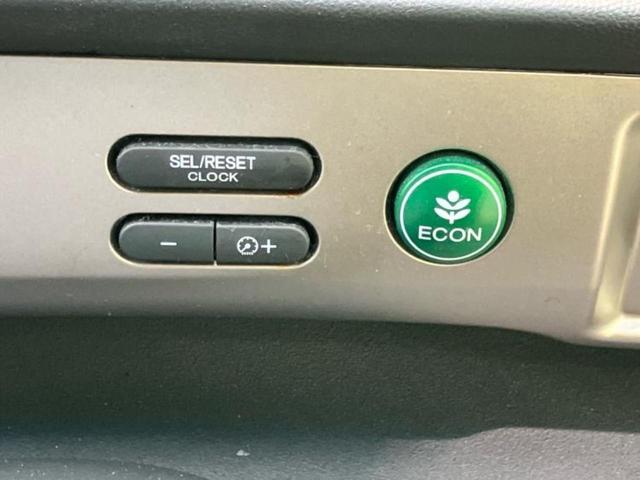 SEL/RESET
CLOCK
- +
ECON